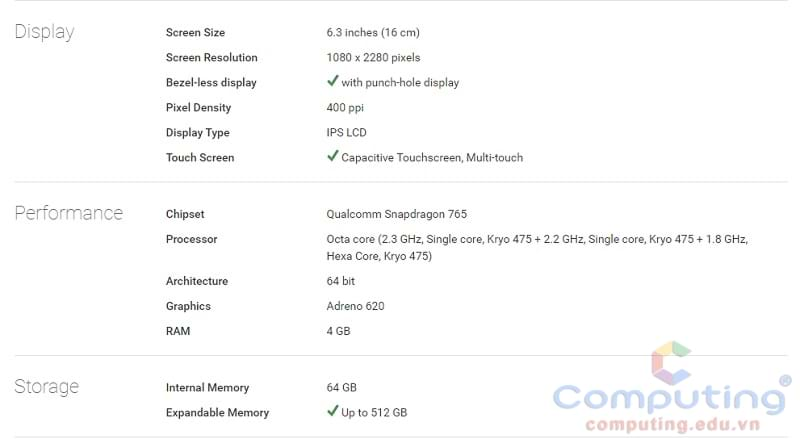 Display
Screen Size 6.3 inches (16 cm)
Screen Resolution 1080 x 2280 pixels
Bezel-less display ✔ with punch-hole display
Pixel Density 400 ppi
Display Type IPS LCD
Touch Screen ✔ Capacitive Touchscreen, Multi-touch
Performance
Chipset Qualcomm Snapdragon 765
Processor Octa core (2.3 GHz, Single core, Kryo 475 + 2.2 GHz, Single core, Kryo 475 + 1.8 GHz,
Hexa Core, Kryo 475)
Architecture 64 bit
Graphics Adreno 620
RAM 4 GB
Storage
Internal Memory 64 GB
Expandable Memory ✔ Up to 512 GB
Computing®
computing.edu.vn